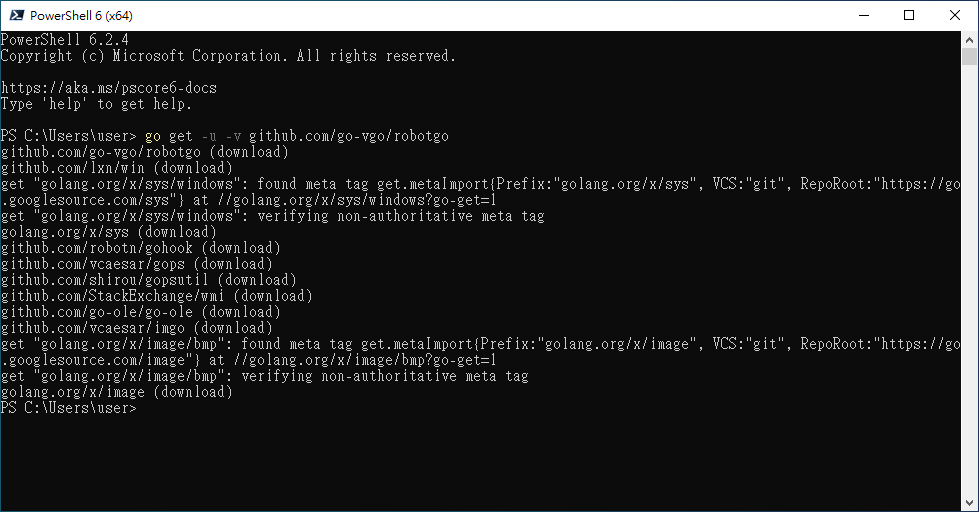 PowerShell 6 (x64)
PowerShell 6.2.4
Copyright (c) Microsoft Corporation. All rights reserved.
https://aka.ms/pscore6-docs
Type 'help' to get help.
PS C:\Users\user> go get -u -v github.com/go-vgo/robotgo
github.com/go-vgo/robotgo (download)
github.com/lxn/win (download)
get "golang.org/x/sys/windows": found meta tag get.metaImport{Prefix:"golang.org/x/sys", VCS:"git", RepoRoot:"https://go
.googlesource.com/sys"} at //golang.org/x/sys/windows?go-get=1
get "golang.org/x/sys/windows": verifying non-authoritative meta tag
golang.org/x/sys (download)
github.com/robotn/gohook (download)
github.com/vcaesar/gops (download)
github.com/shirou/gopsutil (download)
github.com/StackExchange/wmi (download)
github.com/go-ole/go-ole (download)
github.com/vcaesar/imgo (download)
get "golang.org/x/image/bmp": found meta tag get.metaImport{Prefix:"golang.org/x/image", VCS:"git", RepoRoot:"https://go
.googlesource.com/image"} at //golang.org/x/image/bmp?go-get=1
get "golang.org/x/image/bmp": verifying non-authoritative meta tag
golang.org/x/image (download)
PS C:\Users\user>